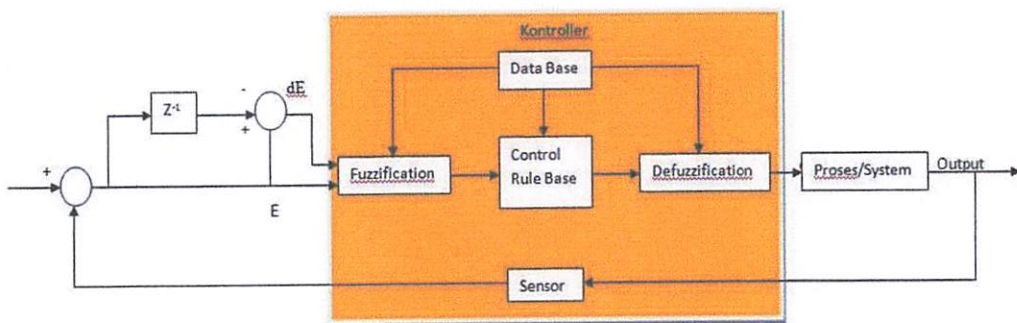 Kontroller
Data Base
dE
-
Z-1
+
Control
Rule Base
Fuzzification
Defuzzification
Proses/System
Output
+
E
Sensor